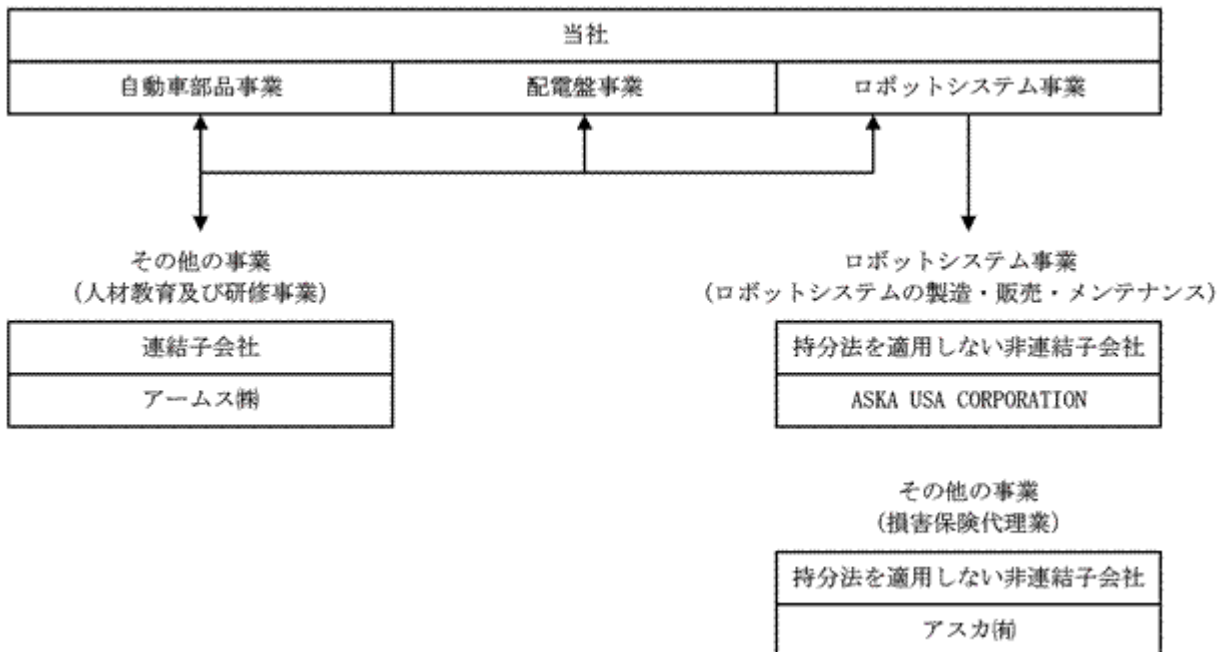 当社
自動車部品事業
配電盤事業
ロボットシステム事業
その他の事業
(人材教育及び研修事業)
連結子会社
アームス㈱
ロボットシステム事業
(ロボットシステムの製造・販売・メンテナンス)
持分法を適用しない非連結子会社
ASKA USA CORPORATION
その他の事業
(損害保険代理業)
持分法を適用しない非連結子会社
アスカ㈲